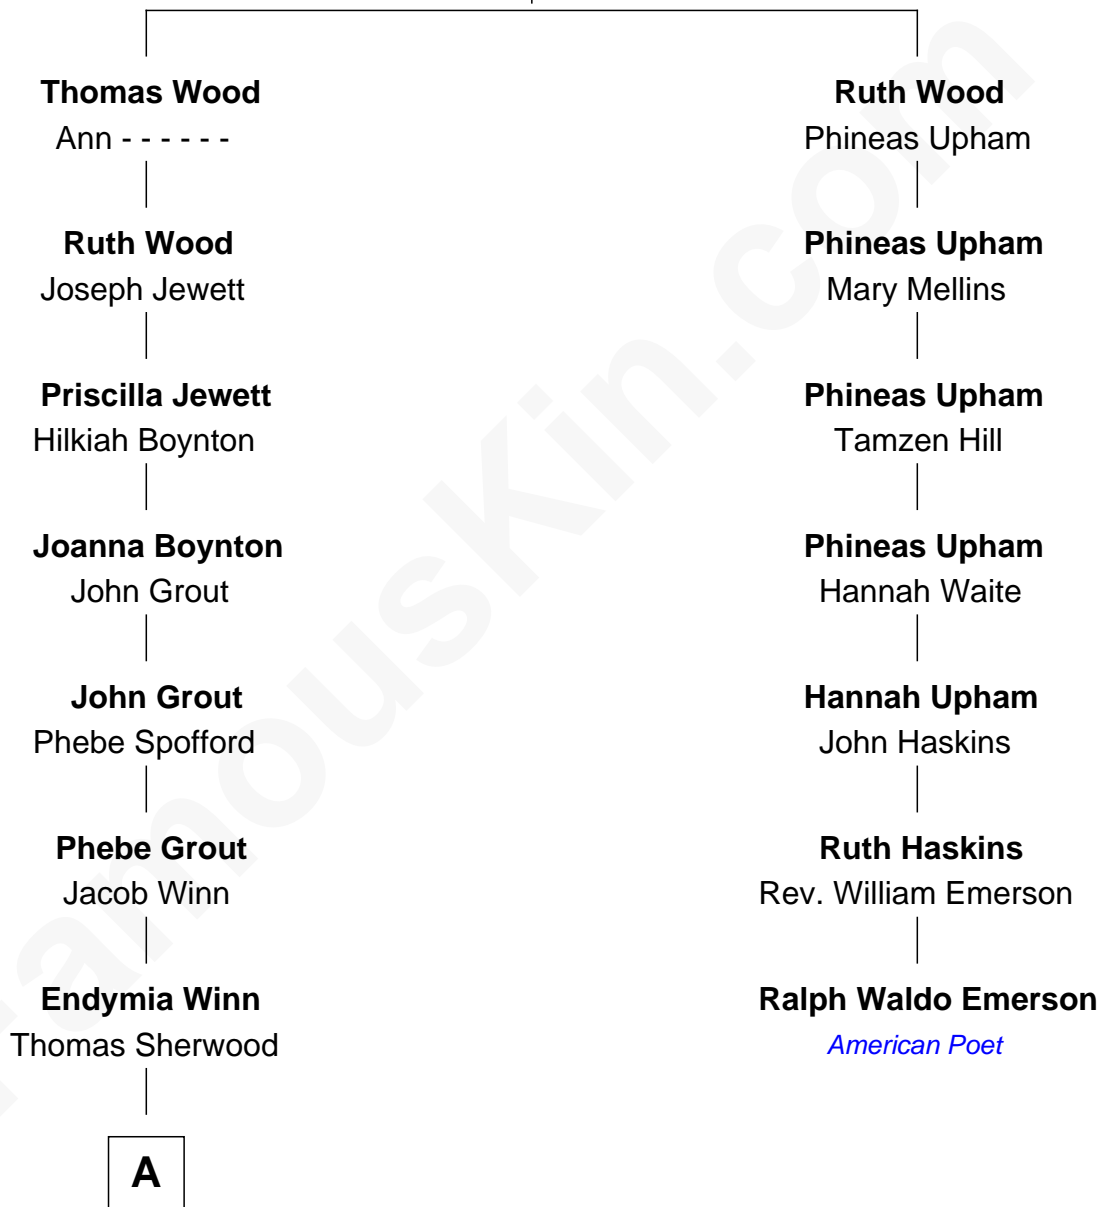 Thomas Wood
Ann - - - - - -
Ruth Wood
Joseph Jewett
Priscilla Jewett
Hilkiah Boynton
Joanna Boynton
John Grout
John Grout
Phebe Spofford
Phebe Grout
Jacob Winn
Endymia Winn
Thomas Sherwood
A
Ruth Wood
Phineas Upham
Phineas Upham
Mary Mellins
Phineas Upham
Tamzen Hill
Phineas Upham
Hannah Waite
Hannah Upham
John Haskins
Ruth Haskins
Rev. William Emerson
Ralph Waldo Emerson
American Poet
FamousKin.com